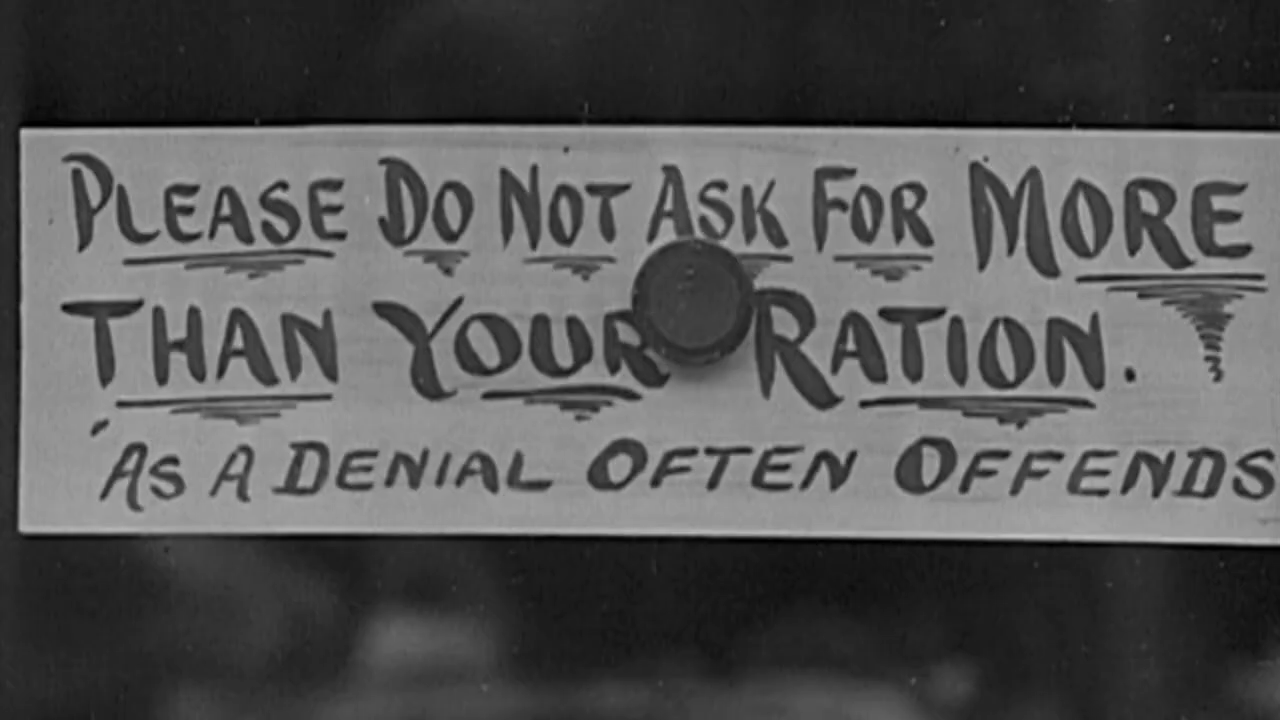 PLEASE DO NOT ASK FOR MORE
THAN YOUR RATION.
'AS A DENIAL OFTEN OFFENDS